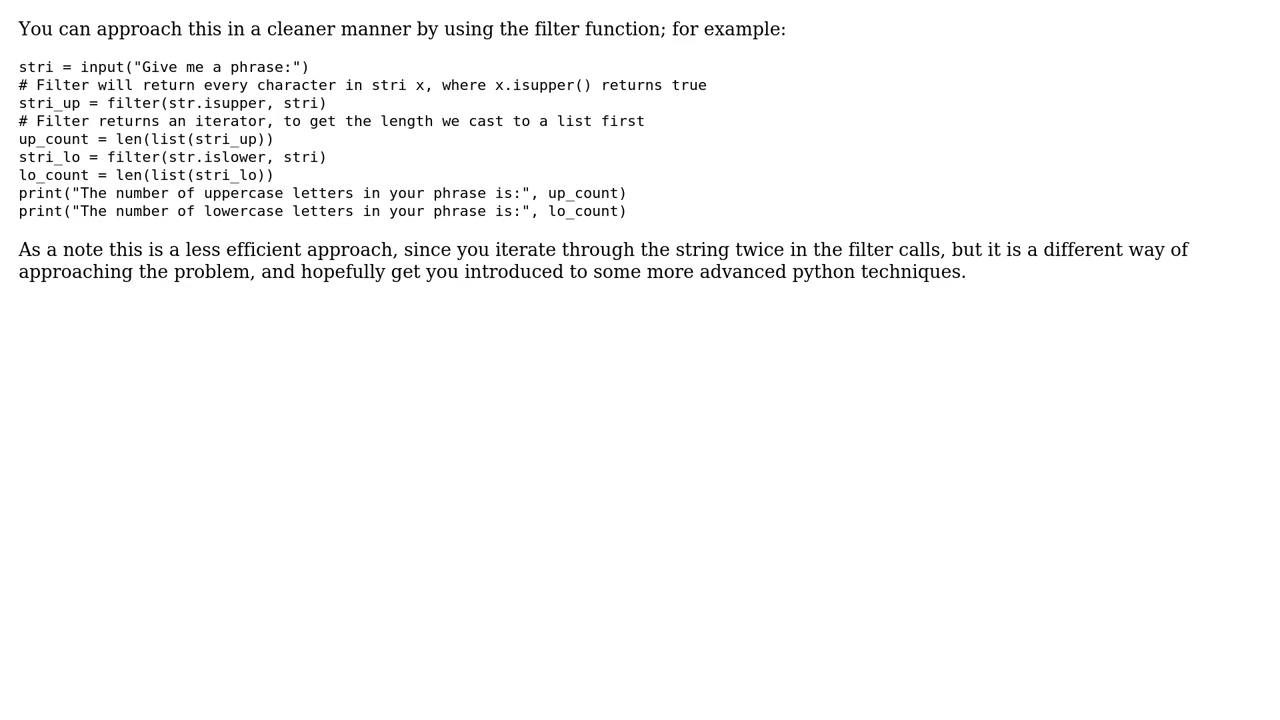 You can approach this in a cleaner manner by using the filter function; for example:
stri = input("Give me a phrase:")
# Filter will return every character in stri x, where x.isupper() returns true
stri_up = filter(str.isupper, stri)
# Filter returns an iterator, to get the length we cast to a list first
up_count = len(list(stri_up))
stri_lo = filter(str.islower, stri)
lo_count = len(list(stri_lo))
print("The number of uppercase letters in your phrase is:", up_count)
print("The number of lowercase letters in your phrase is:", lo_count)
As a note this is a less efficient approach, since you iterate through the string twice in the filter calls, but it is a different way of
approaching the problem, and hopefully get you introduced to some more advanced python techniques.